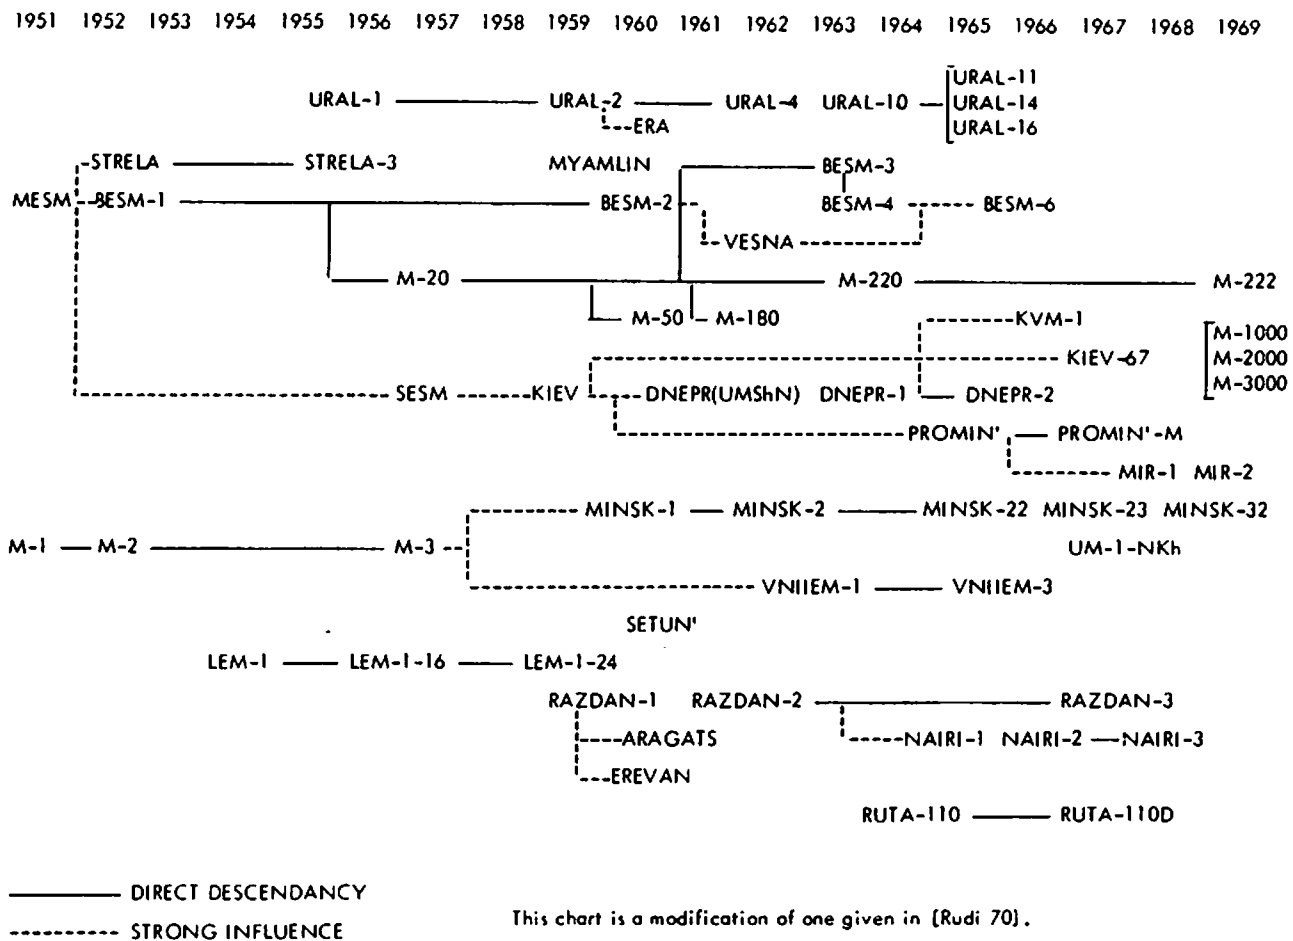 1951 1952 1953 1954 1955 1956 1957 1958 1959 1960 1961 1962 1963 1964 1965 1966 1967 1968 1969
URAL-11
URAL-1 URAL-2 URAL-4 URAL-10 URAL-14
ERA URAL-16
STRELA STRELA-3 MYAMLIN BESM-3
MESM BESM-1 BESM-2 BESM-4 BESM-6
VESNA
M-20 M-220 M-222
M-50 M-180 KVM-1 M-1000
KIEV-67 M-2000
M-3000
SESM KIEV DNEPR(UMShN) DNEPR-1 DNEPR-2
PROMIN' PROMIN'-M
MIR-1 MIR-2
MINSK-1 MINSK-2 MINSK-22 MINSK-23 MINSK-32
M-1 M-2 M-3 UM-1-NKh
VNIIEM-1 VNIIEM-3
SETUN'
LEM-1 LEM-1-16 LEM-1-24
RAZDAN-1 RAZDAN-2 RAZDAN-3
ARAGATS NAIRI-1 NAIRI-2 NAIRI-3
EREVAN
RUTA-110 RUTA-110D
DIRECT DESCENDANCY
STRONG INFLUENCE
This chart is a modification of one given in [Rudi 70].